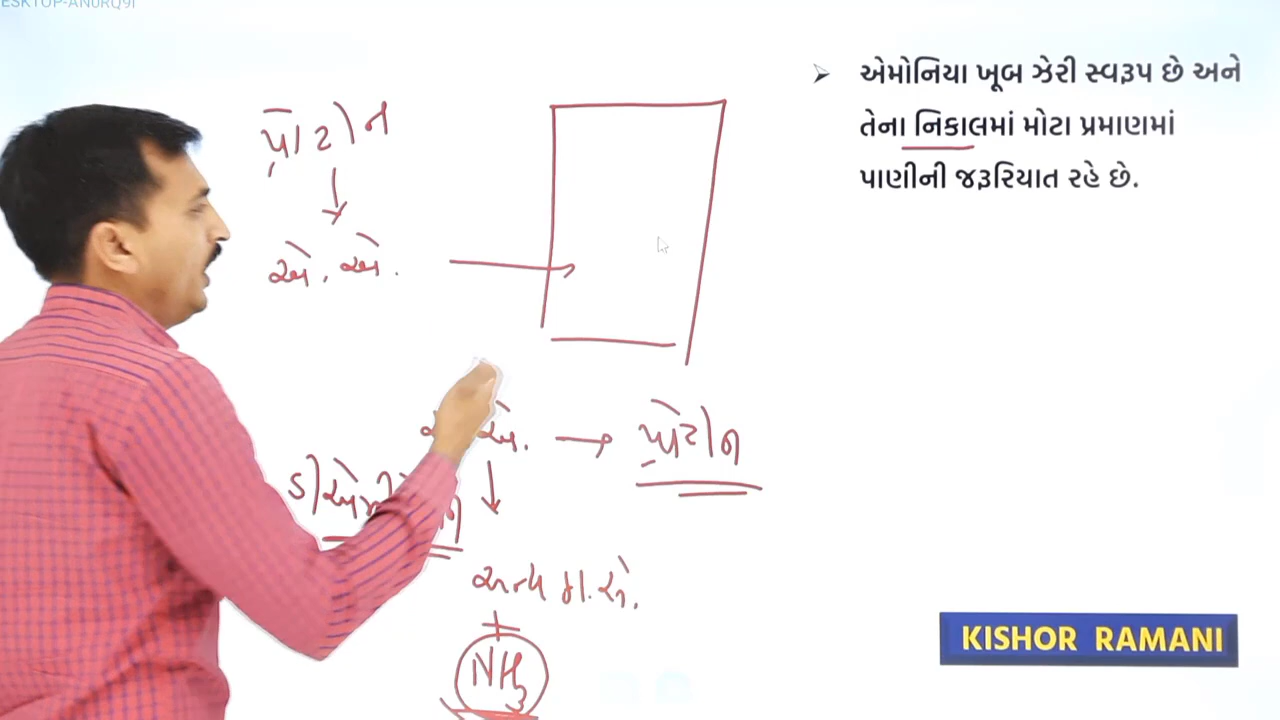 એમોનિયા ખૂબ ઝેરી સ્વરૂપ છે અને
તેના નિકાલમાં મોટા પ્રમાણમાં
પાણીની જરૂરિયાત રહે છે.
પ્રોટીન
એ. એ.
એ. → પ્રોટીન
NH₃
KISHOR RAMANI